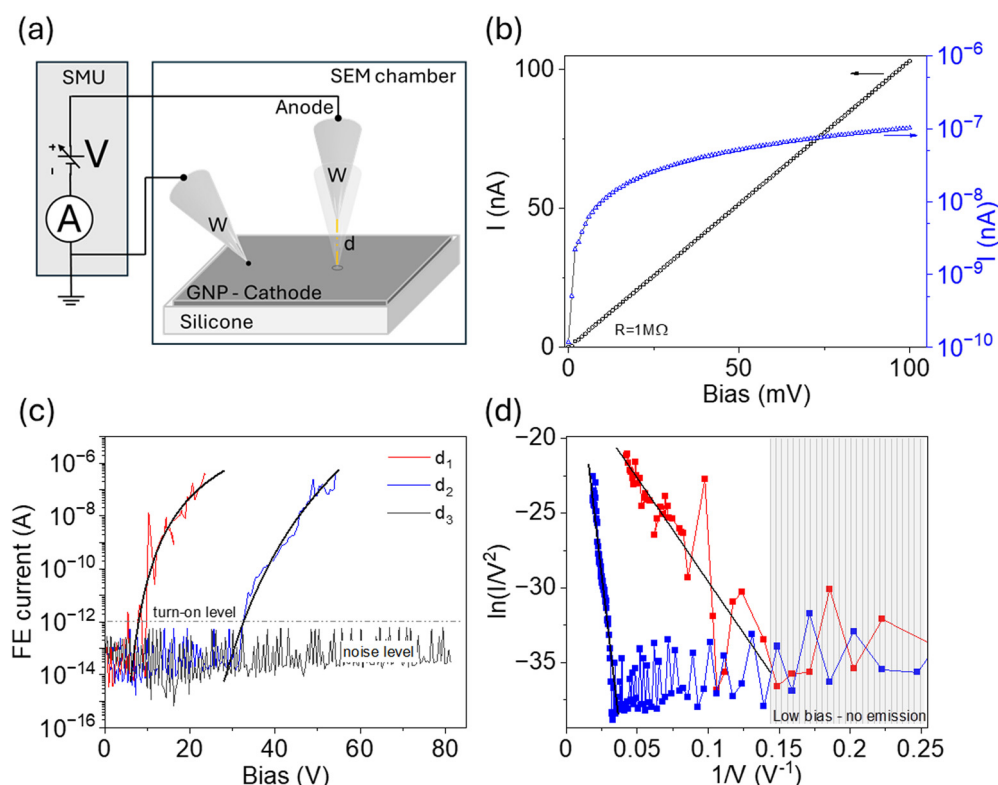 (a)
SMU
SEM chamber
Anode
+
V
-
W
W
A
d
GNP - Cathode
Silicone
(b)
100
50
0
I (nA)
R=1MΩ
0
50
100
Bias (mV)
10⁻⁶
10⁻⁷
10⁻⁸
10⁻⁹
10⁻¹⁰
I (nA)
(c)
10⁻⁴
10⁻⁶
10⁻⁸
10⁻¹⁰
10⁻¹²
10⁻¹⁴
10⁻¹⁶
FE current (A)
d₁
d₂
d₃
turn-on level
noise level
0
20
40
60
80
Bias (V)
(d)
−20
−25
−30
−35
ln(I/V²)
Low bias - no emission
0
0.05
0.1
0.15
0.2
0.25
1/V (V⁻¹)